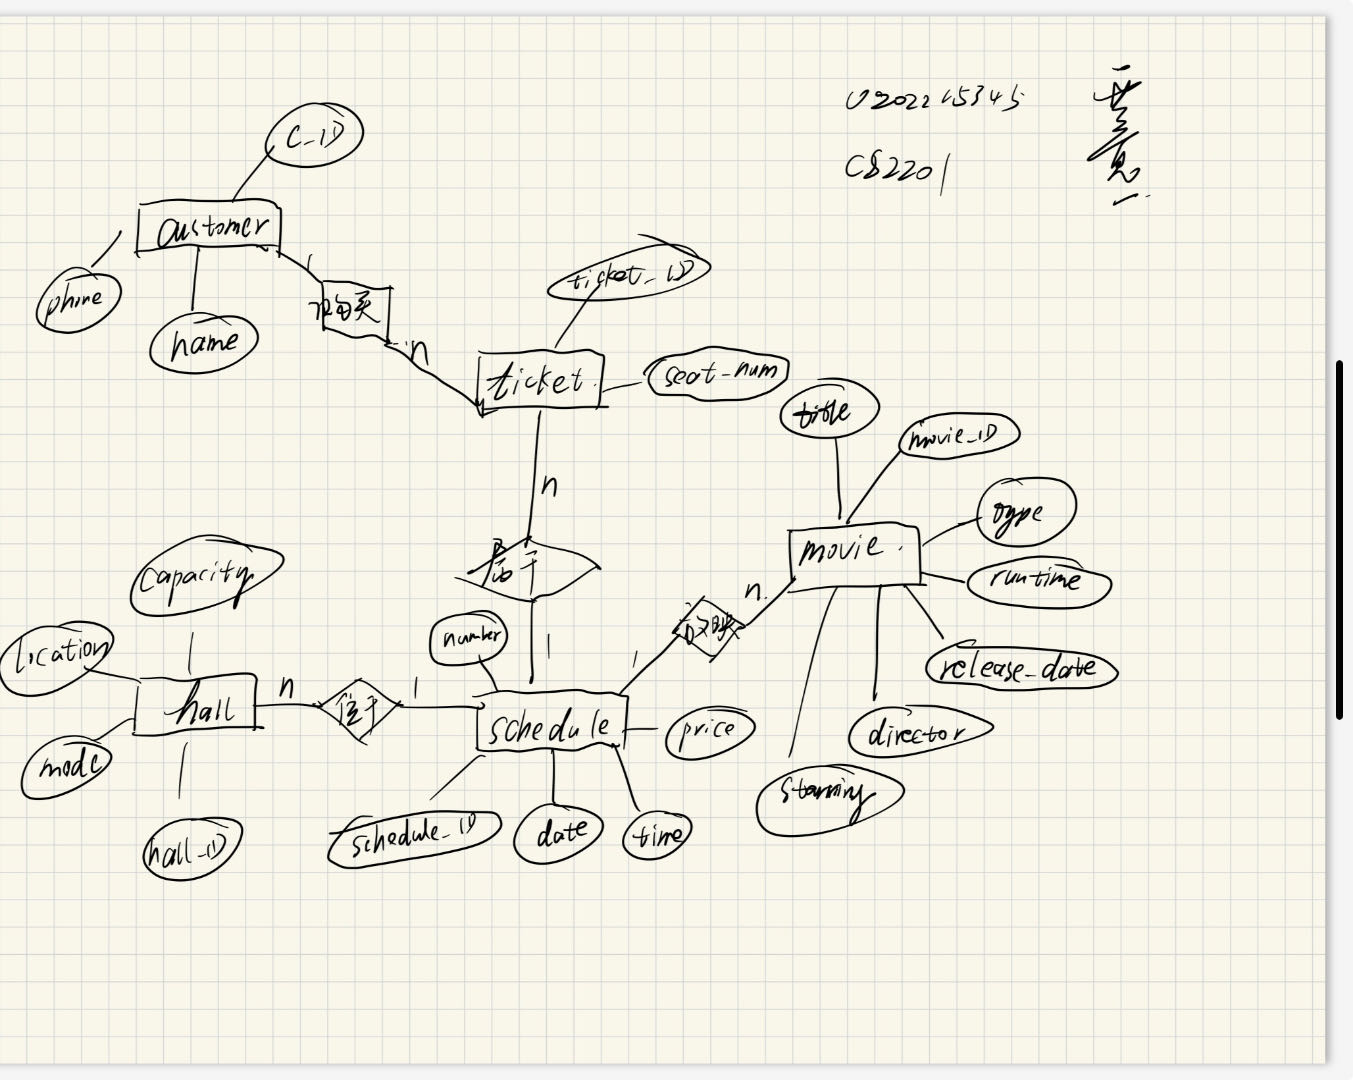 U202215345
CS2201
C_ID
customer
phone
name
1
购买
n
ticket_ID
ticket
seat_num
n
属于
1
title
movie_ID
type
movie
runtime
release_date
director
starring
n
放映
1
capacity
location
hall
mode
hall_ID
n
位于
1
number
schedule
price
schedule_ID
date
time